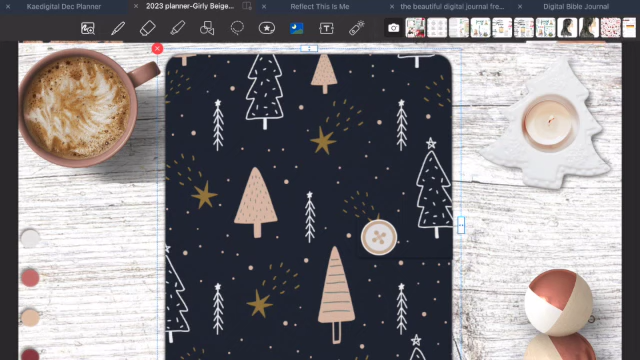 Kaedigital Dec Planner
2023 planner-Girly Beige...
Reflect This Is Me
the beautiful digital journal fre...
Digital Bible Journal